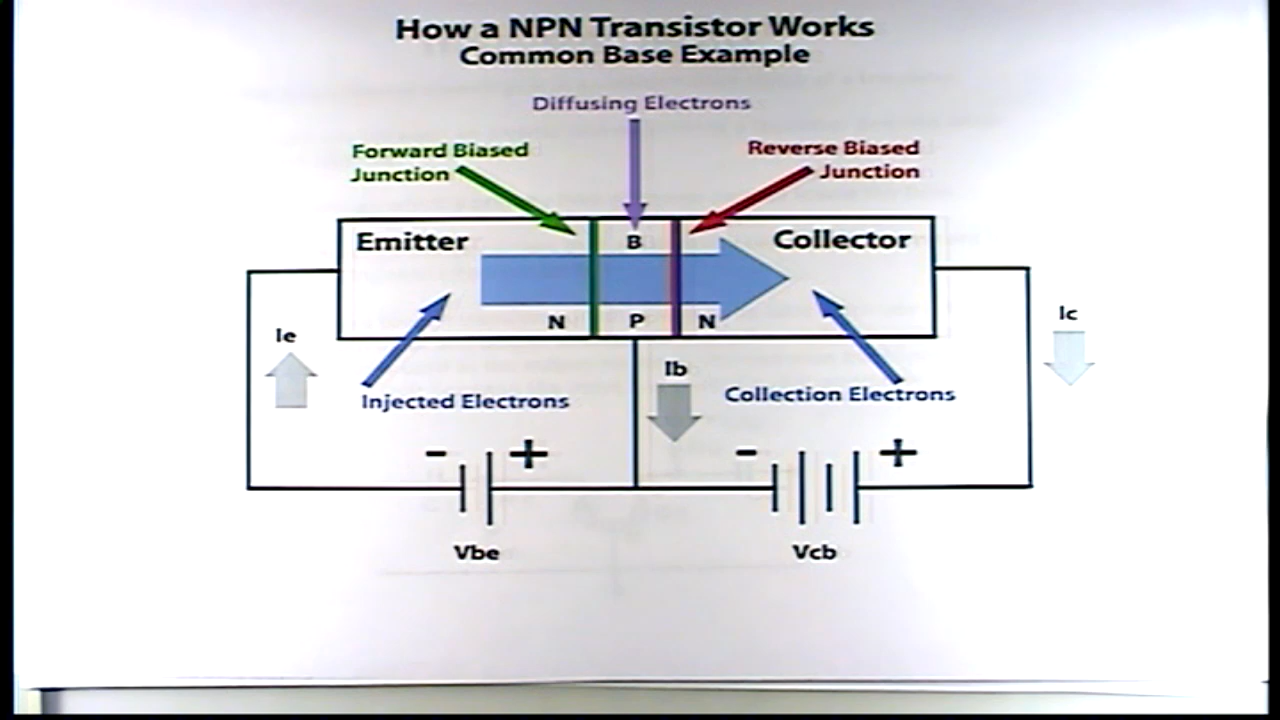 How a NPN Transistor Works
Common Base Example
Diffusing Electrons
Forward Biased
Junction
Reverse Biased
Junction
Emitter
B
Collector
N
P
N
Ie
Ib
Ic
Injected Electrons
Collection Electrons
- +
- +
Vbe
Vcb